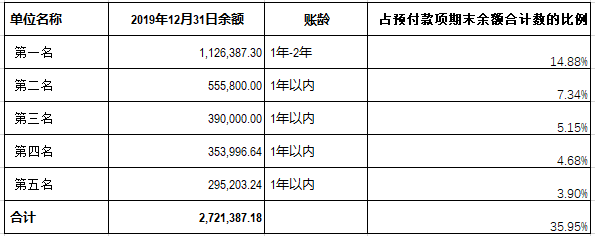 单位名称 2019年12月31日余额 账龄 占预付款项期末余额合计数的比例
第一名 1,126,387.30 1年-2年 14.88%
第二名 555,800.00 1年以内 7.34%
第三名 390,000.00 1年以内 5.15%
第四名 353,996.64 1年以内 4.68%
第五名 295,203.24 1年以内 3.90%
合计 2,721,387.18 35.95%